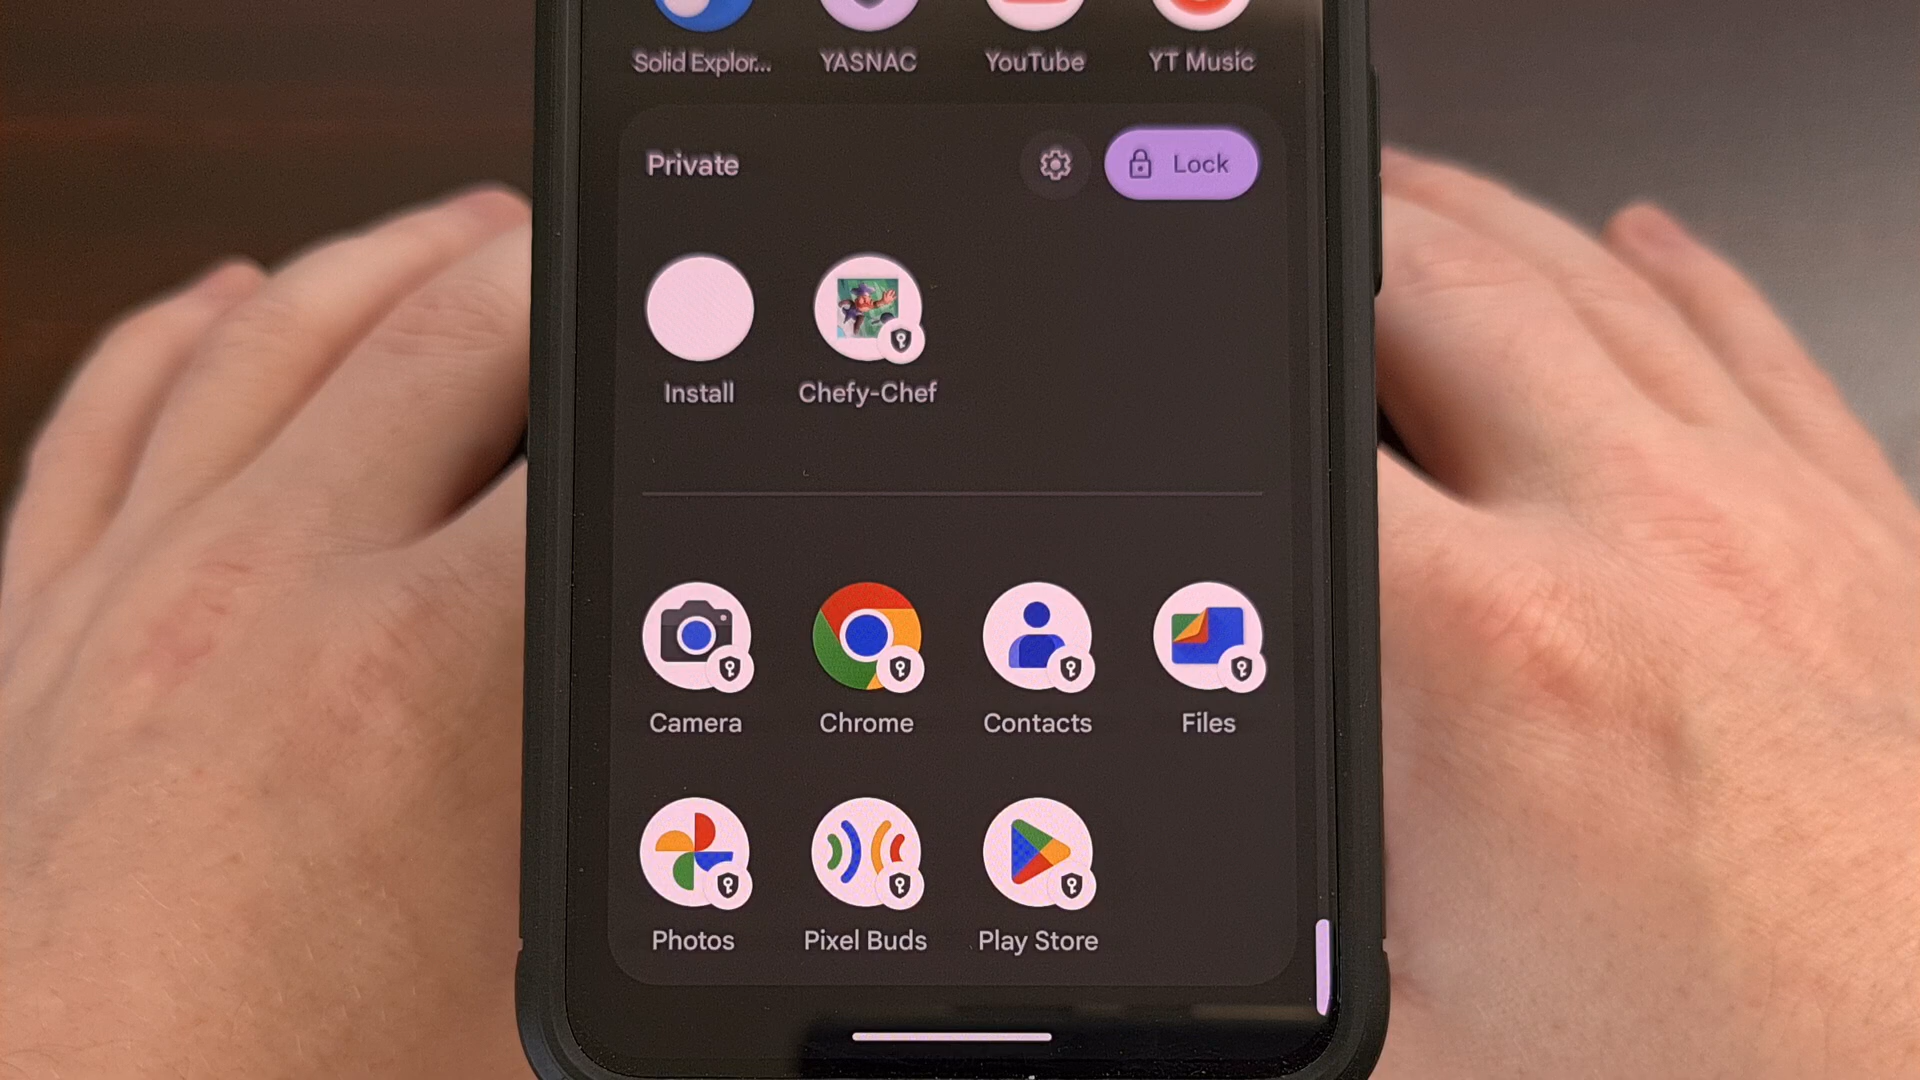 Solid Explor...
YASNAC
YouTube
YT Music
Private
Lock
Install
Chefy-Chef
Camera
Chrome
Contacts
Files
Photos
Pixel Buds
Play Store